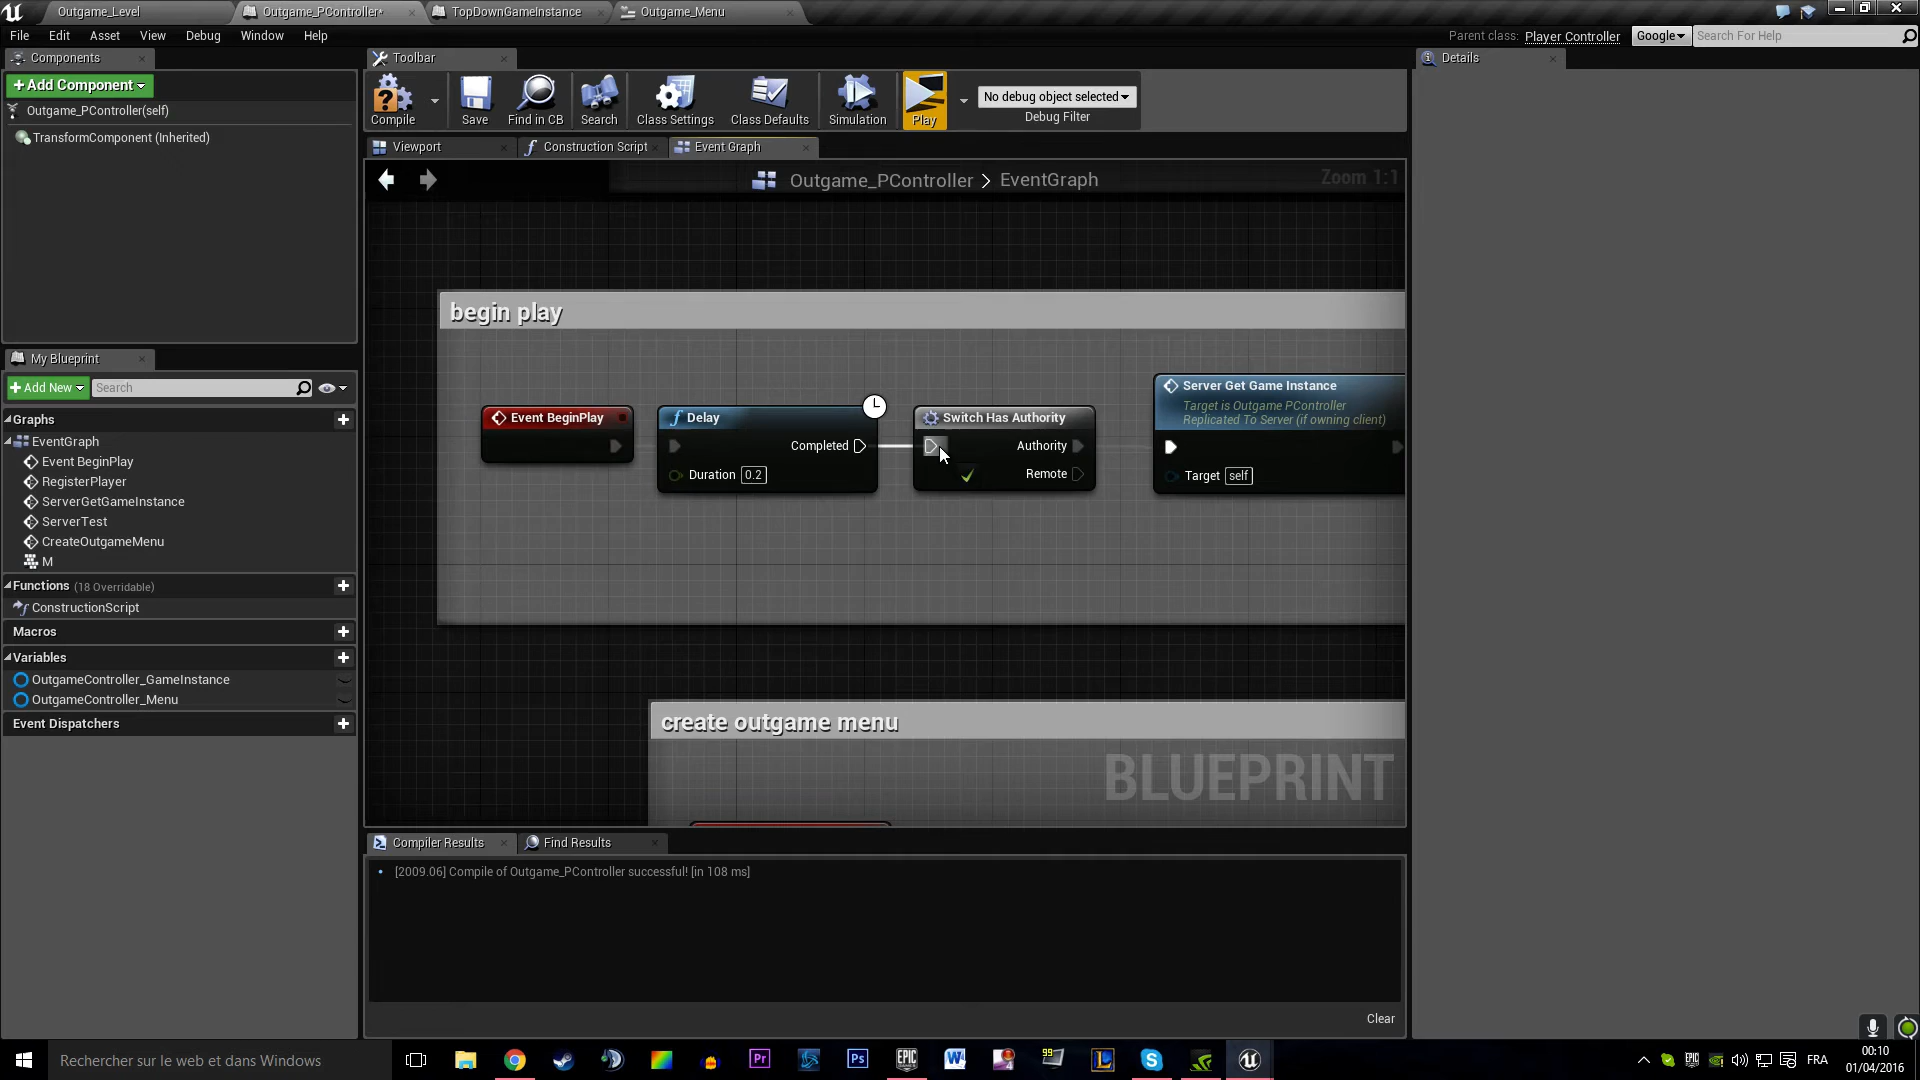 Outgame_Level
Outgame_PController*
TopDownGameInstance
Outgame_Menu
File Edit Asset View Debug Window Help
Parent class: Player Controller
Google
Search For Help
Components
Toolbar
Details
+Add Component
Outgame_PController(self)
TransformComponent (Inherited)
Compile
Save
Find in CB
Search
Class Settings
Class Defaults
Simulation
Play
No debug object selected
Debug Filter
Viewport
Construction Script
Event Graph
Outgame_PController > EventGraph
Zoom 1:1
begin play
Event BeginPlay
Delay
Completed
Duration 0.2
Switch Has Authority
Authority
Remote
Server Get Game Instance
Target is Outgame PController
Replicated To Server (if owning client)
Target self
create outgame menu
BLUEPRINT
My Blueprint
+Add New
Search
Graphs
EventGraph
Event BeginPlay
RegisterPlayer
ServerGetGameInstance
ServerTest
CreateOutgameMenu
M
Functions (18 Overridable)
ConstructionScript
Macros
Variables
OutgameController_GameInstance
OutgameController_Menu
Event Dispatchers
Compiler Results
Find Results
[2009.06] Compile of Outgame_PController successful! [in 108 ms]
Clear
Rechercher sur le web et dans Windows
Pr
Ps
EPIC
99
L
FRA
00:10
01/04/2016